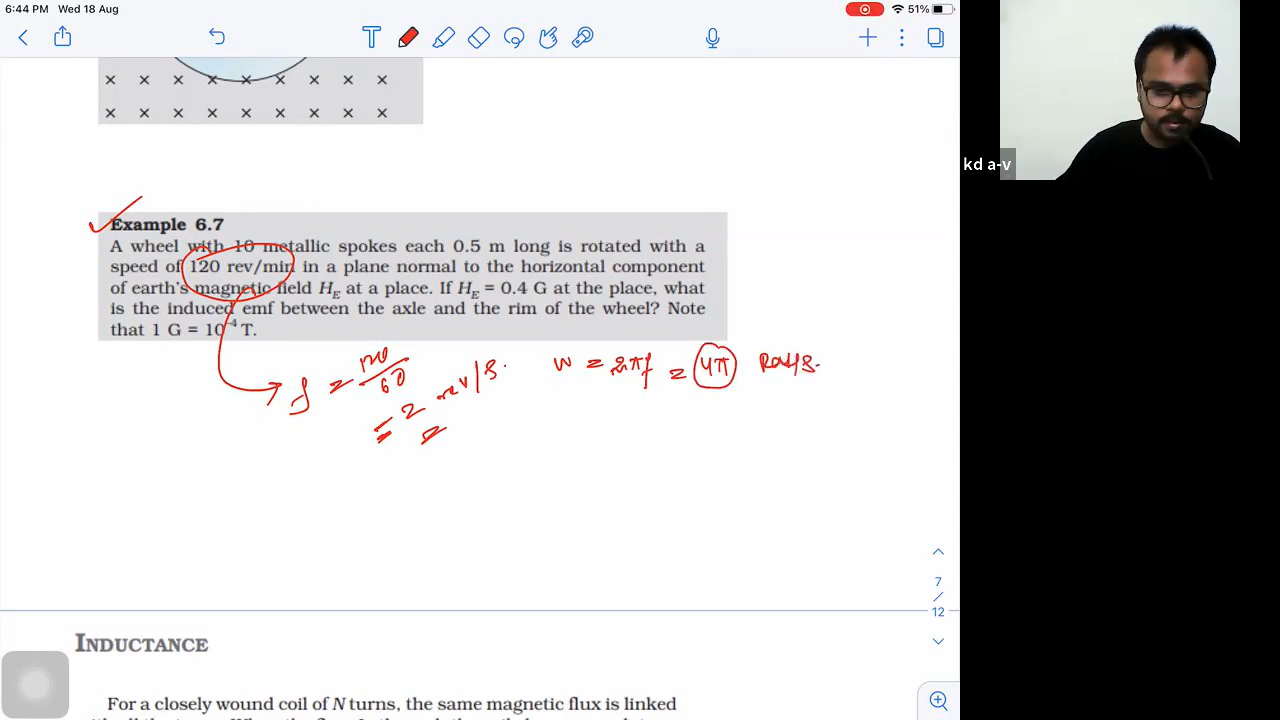 6:44 PM Wed 18 Aug
51%
× × × × × × × × ×
× × × × × × × × ×
kd a-v
Example 6.7
A wheel with 10 metallic spokes each 0.5 m long is rotated with a
speed of 120 rev/min in a plane normal to the horizontal component
of earth's magnetic field H_E at a place. If H_E = 0.4 G at the place, what
is the induced emf between the axle and the rim of the wheel? Note
that 1 G = 10⁻⁴ T.
f = 120/60
= 2 rev/s.
w = 2πf = 4π Rad/s.
7
/
12
INDUCTANCE
For a closely wound coil of N turns, the same magnetic flux is linked